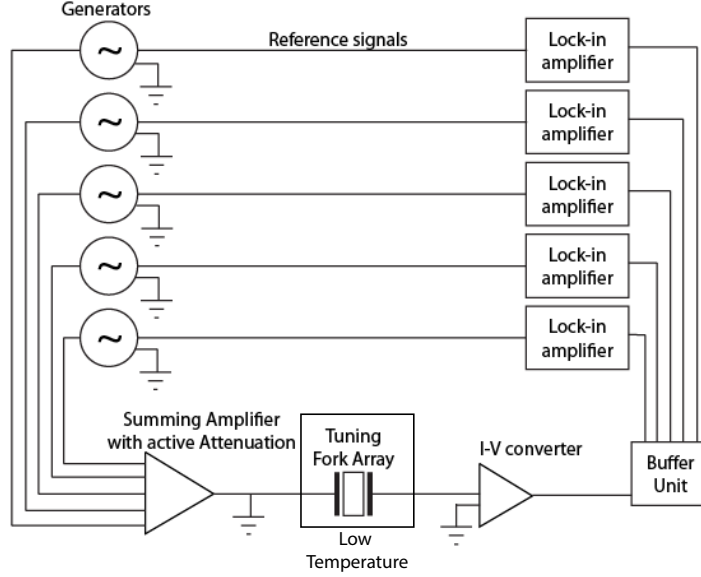 Generators
Reference signals
Lock-in
amplifier
Lock-in
amplifier
Lock-in
amplifier
Lock-in
amplifier
Lock-in
amplifier
Summing Amplifier
with active Attenuation
Tuning
Fork Array
I-V converter
Buffer
Unit
Low
Temperature